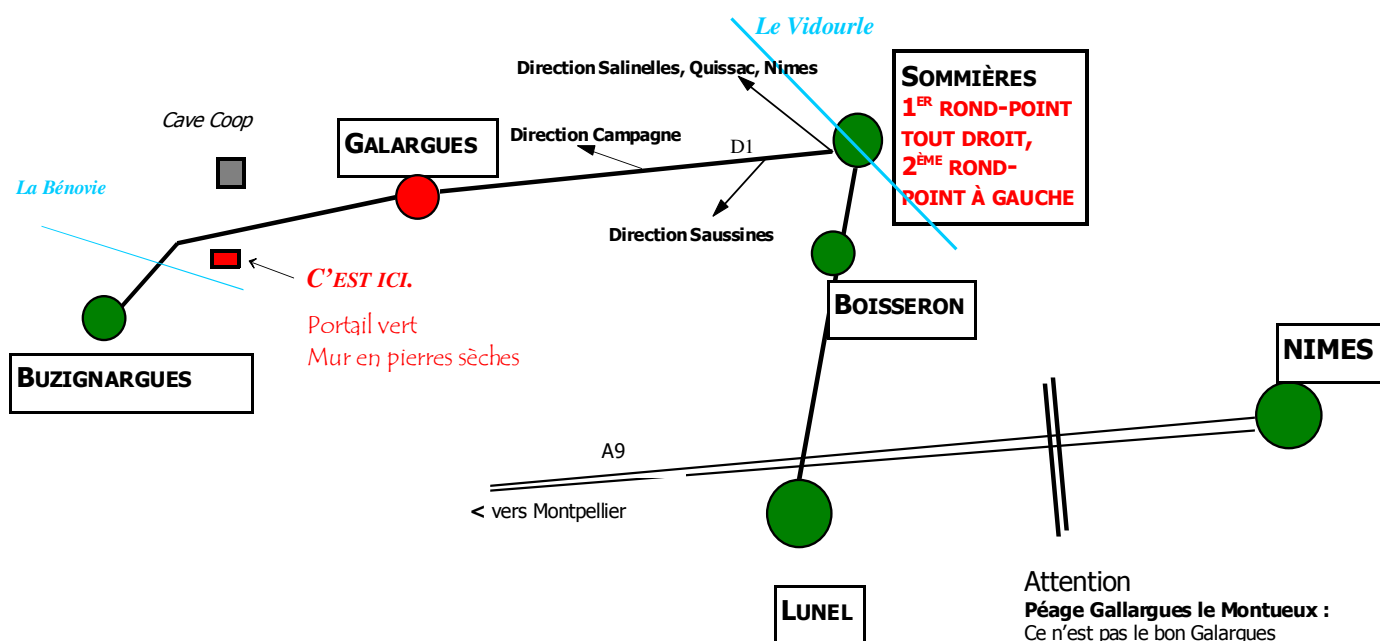 Le Vidourle
Direction Salinelles, Quissac, Nimes
SOMMIÈRES
1ER ROND-POINT
TOUT DROIT,
2ÈME ROND-
POINT À GAUCHE
Cave Coop
GALARGUES
Direction Campagne
D1
La Bénovie
Direction Saussines
C’EST ICI.
Portail vert
Mur en pierres sèches
BOISSERON
BUZIGNARGUES
NIMES
A9
< vers Montpellier
LUNEL
Attention
Péage Gallargues le Montueux :
Ce n’est pas le bon Galargues